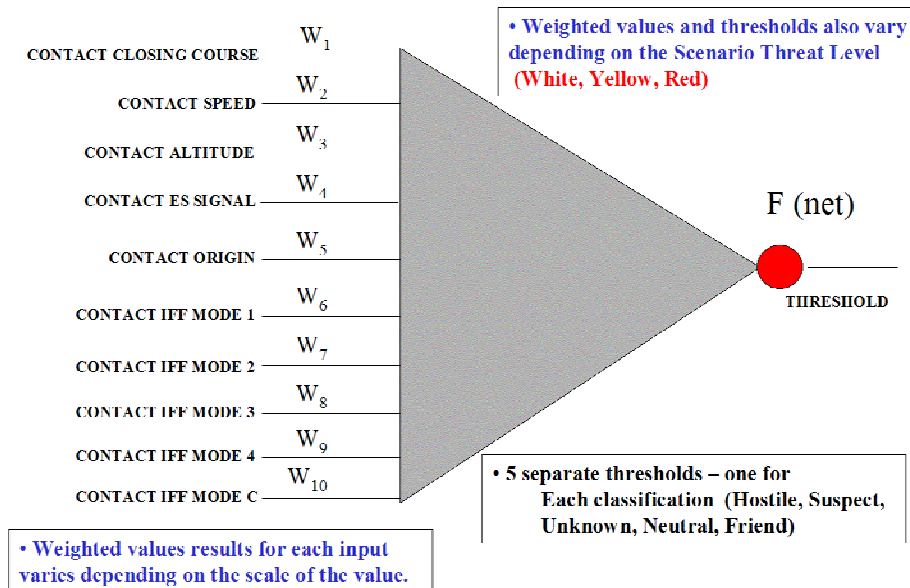 CONTACT CLOSING COURSE W1
CONTACT SPEED W2
CONTACT ALTITUDE W3
CONTACT ES SIGNAL W4
CONTACT ORIGIN W5
CONTACT IFF MODE 1 W6
CONTACT IFF MODE 2 W7
CONTACT IFF MODE 3 W8
CONTACT IFF MODE 4 W9
CONTACT IFF MODE C W10
• Weighted values and thresholds also vary
depending on the Scenario Threat Level
(White, Yellow, Red)
F (net)
THRESHOLD
• 5 separate thresholds – one for
Each classification (Hostile, Suspect,
Unknown, Neutral, Friend)
• Weighted values results for each input
varies depending on the scale of the value.